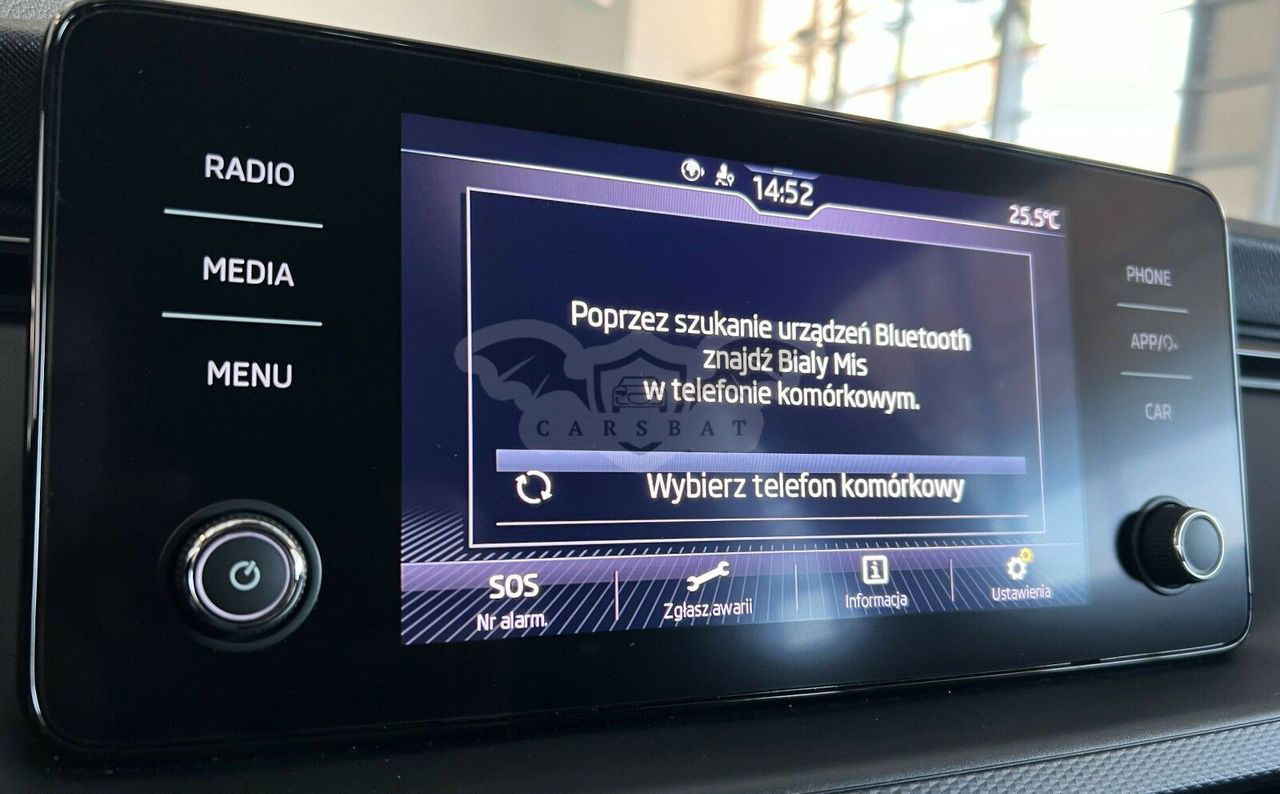 RADIO
MEDIA
MENU
14:52
25.5°C
Poprzez szukanie urządzeń Bluetooth
znajdź Bialy Mis
w telefonie komórkowym.
CARSBAT
Wybierz telefon komórkowy
SOS
Nr alarm.
Zgłasz.awarii
i
Informacja
Ustawienia
PHONE
APP/
CAR